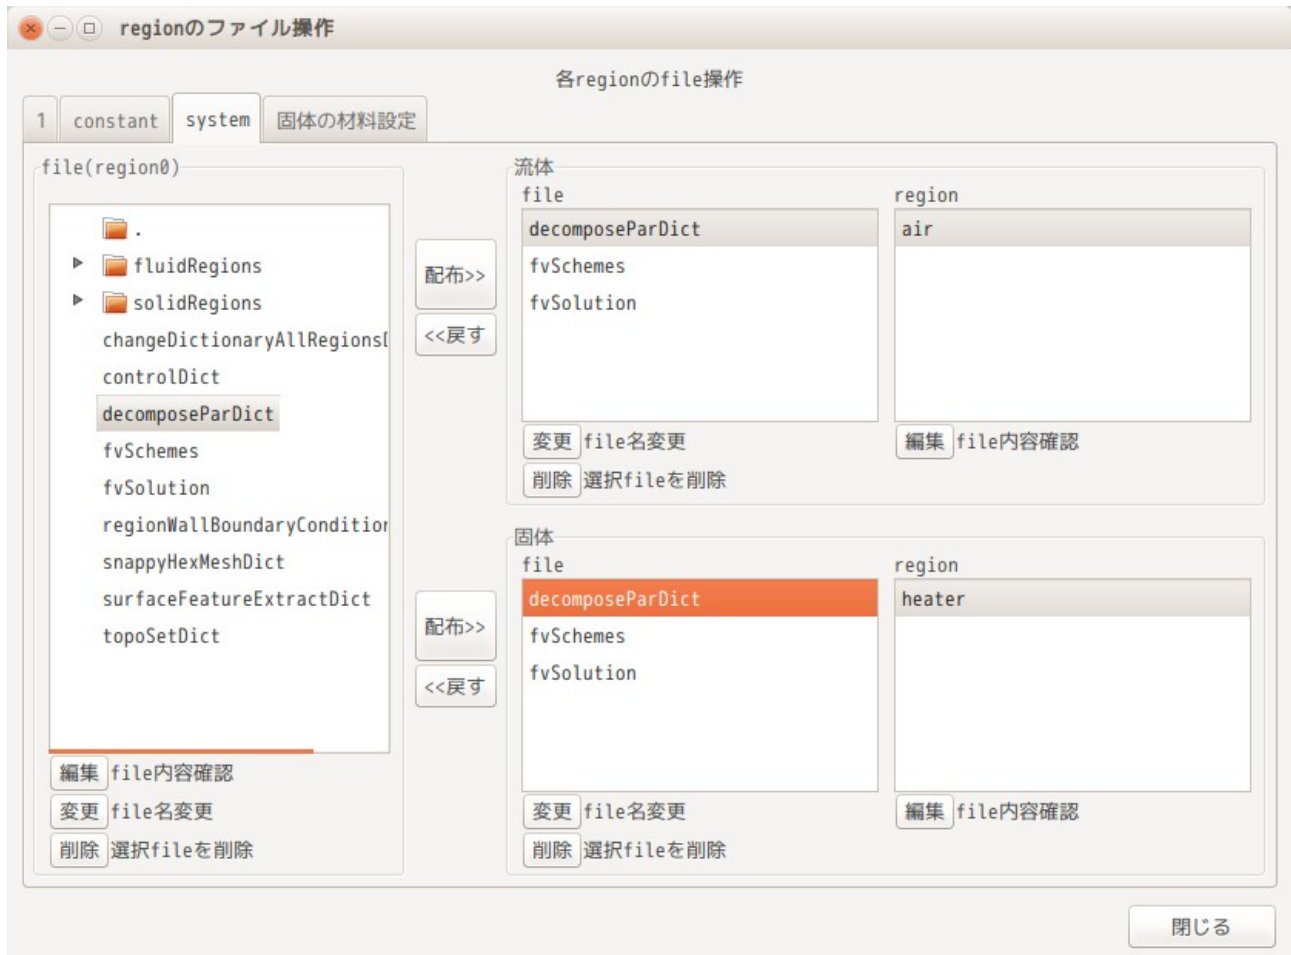 regionのファイル操作
各regionのfile操作
1 constant system 固体の材料設定
file(region0)
.
fluidRegions
solidRegions
changeDictionaryAllRegions
controlDict
decomposeParDict
fvSchemes
fvSolution
regionWallBoundaryCondition
snappyHexMeshDict
surfaceFeatureExtractDict
topoSetDict
編集 file内容確認
変更 file名変更
削除 選択fileを削除
配布>>
<<戻す
配布>>
<<戻す
流体
file region
decomposeParDict air
fvSchemes
fvSolution
変更 file名変更 編集 file内容確認
削除 選択fileを削除
固体
file region
decomposeParDict heater
fvSchemes
fvSolution
変更 file名変更 編集 file内容確認
削除 選択fileを削除
閉じる